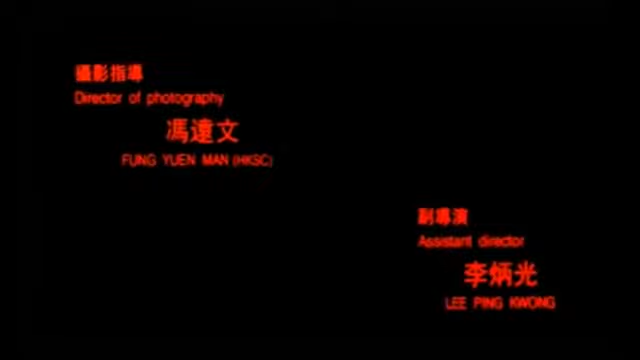 攝影指導
Director of photography
馮遠文
FUNG YUEN MAN (HKSC)
副導演
Assistant director
李炳光
LEE PING KWONG